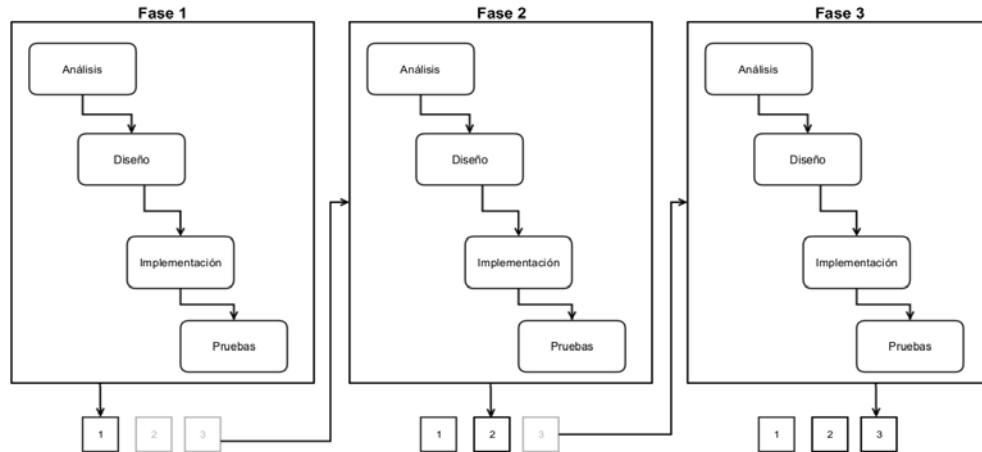 Fase 1
Análisis
Diseño
Implementación
Pruebas
1
2
3
Fase 2
Análisis
Diseño
Implementación
Pruebas
1
2
3
Fase 3
Análisis
Diseño
Implementación
Pruebas
1
2
3